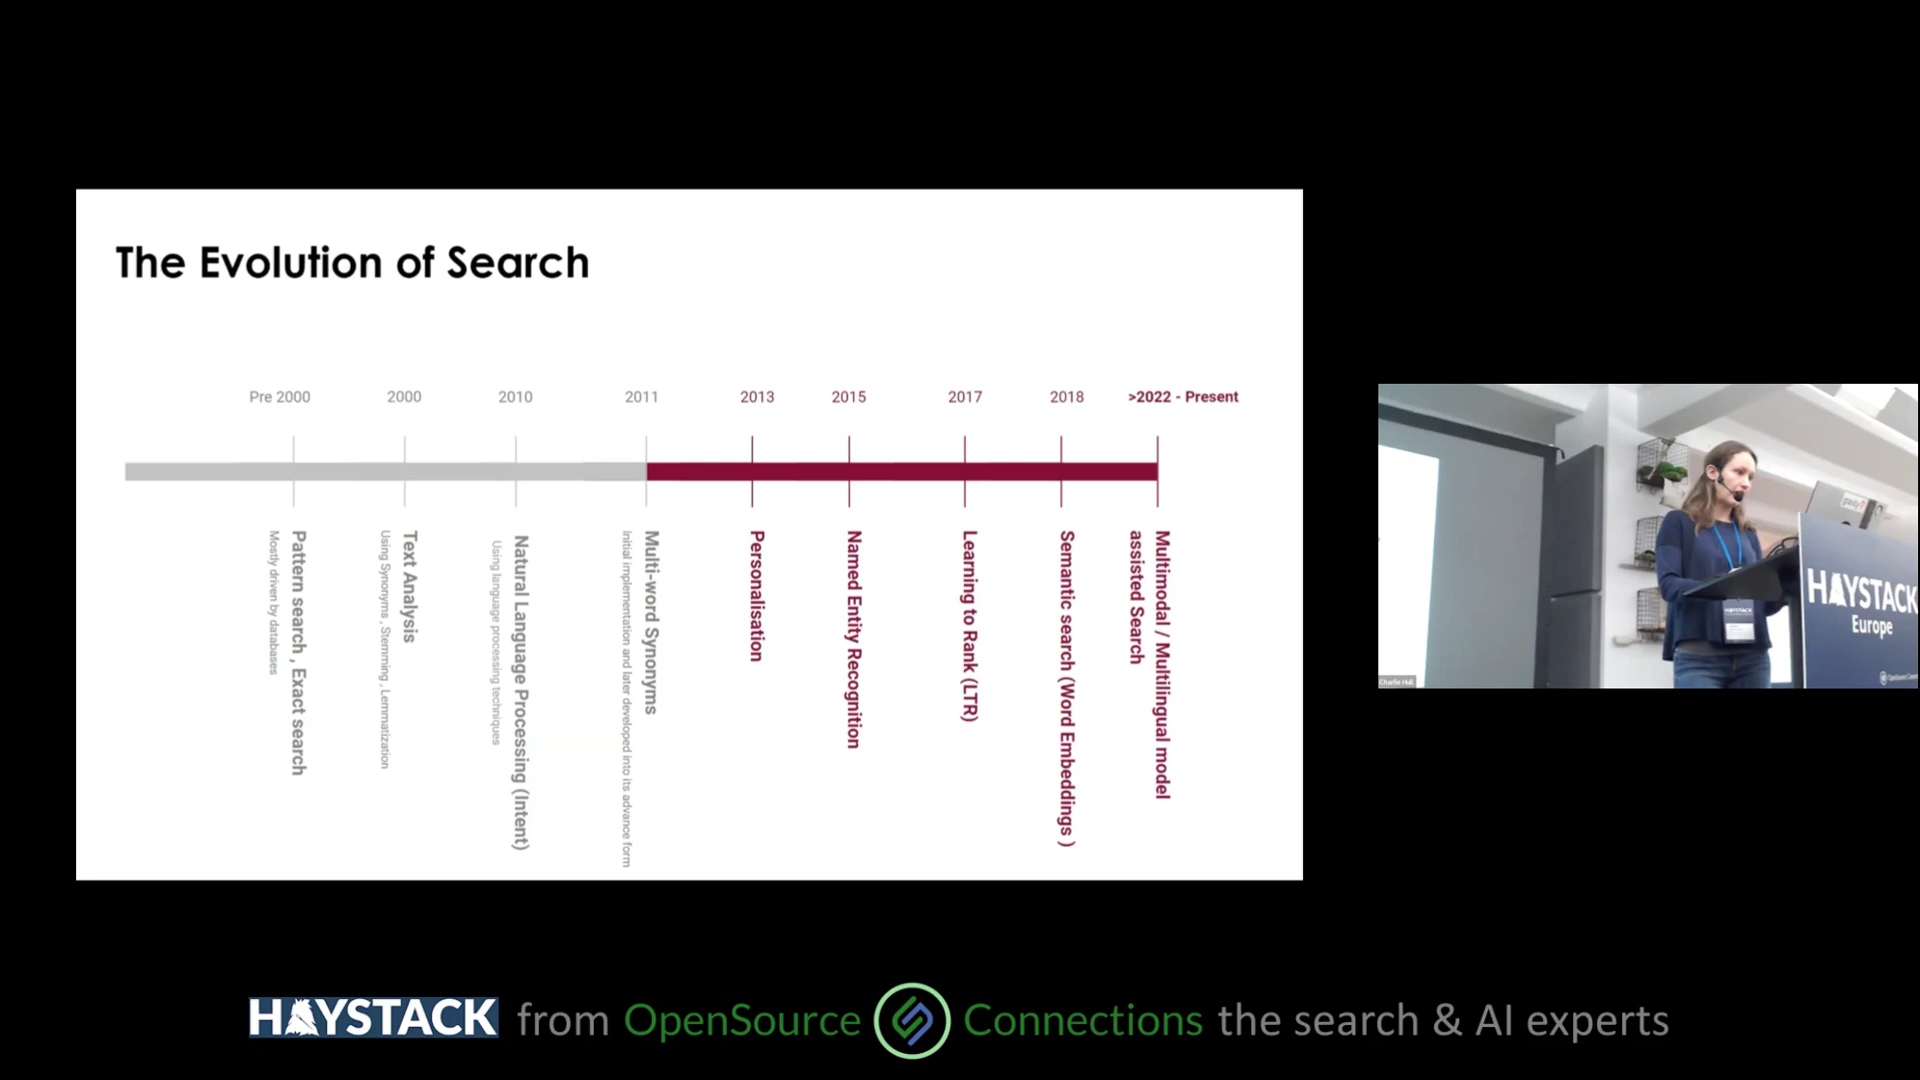 The Evolution of Search
Pre 2000
2000
2010
2011
2013
2015
2017
2018
>2022 - Present
Pattern search , Exact search
Mostly driven by databases
Text Analysis
Using Synonyms , Stemming , Lemmatization
Natural Language Processing (Intent)
Using language processing techniques
Multi-word Synonyms
Initial implementation and later developed into its advance form
Personalisation
Named Entity Recognition
Learning to Rank (LTR)
Semantic search (Word Embeddings )
Multimodal / Multilingual model
assisted Search
HAYSTACK
Europe
HAYSTACK
Charlie Hull
HAYSTACK from OpenSource Connections the search & AI experts